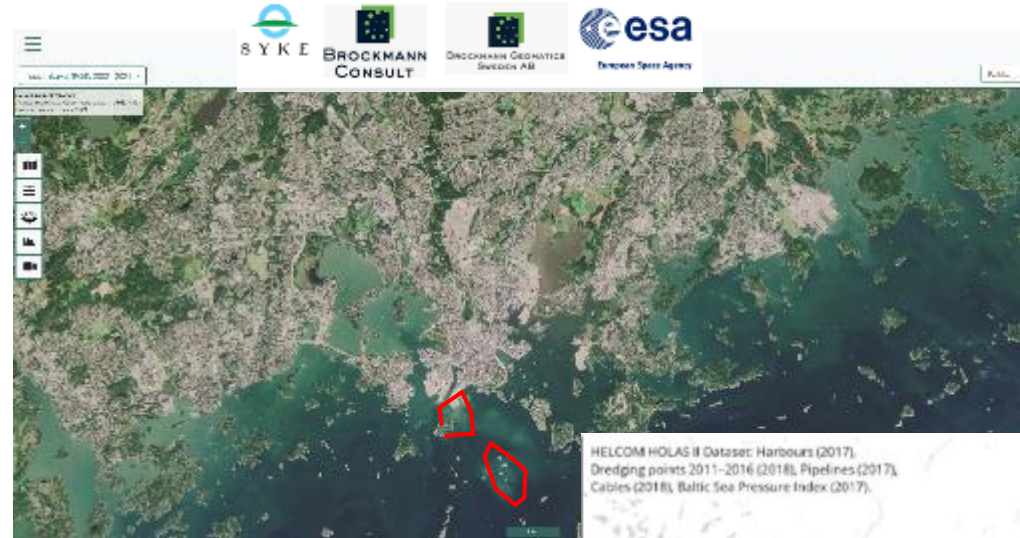 SYKE
BROCKMANN
CONSULT
BROCKMANN GEOMATICS
SWEDEN AB
esa
European Space Agency
HELCOM HOLAS II Dataset: Harbours (2017),
Dredging points 2011–2016 (2018), Pipelines (2017),
Cables (2018), Baltic Sea Pressure Index (2017).